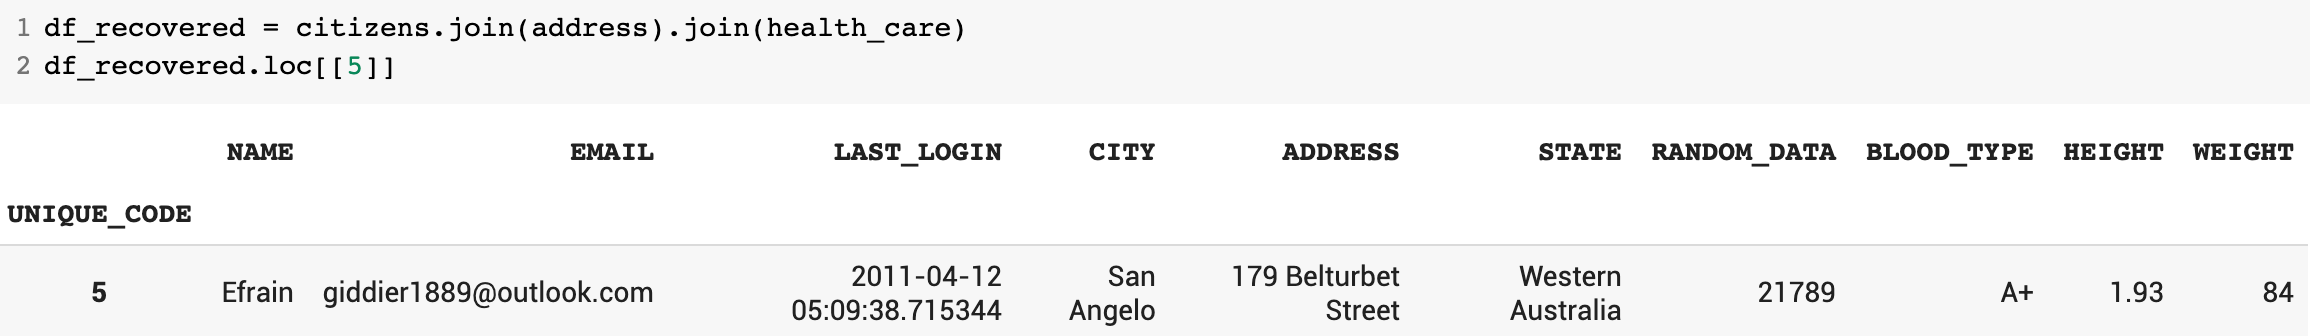 1 df_recovered = citizens.join(address).join(health_care)
2 df_recovered.loc[[5]]
NAME EMAIL LAST_LOGIN CITY ADDRESS STATE RANDOM_DATA BLOOD_TYPE HEIGHT WEIGHT
UNIQUE_CODE
2011-04-12 San 179 Belturbet Western
5 Efrain giddier1889@outlook.com 21789 A+ 1.93 84
05:09:38.715344 Angelo Street Australia